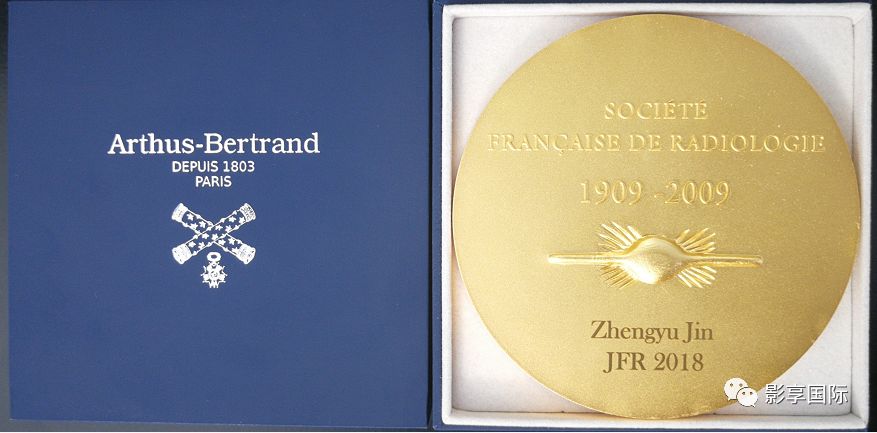 Arthus-Bertrand
DEPUIS 1803
PARIS
SOCIÉTÉ
FRANÇAISE DE RADIOLOGIE
1909 -2009
Zhengyu Jin
JFR 2018
影享国际